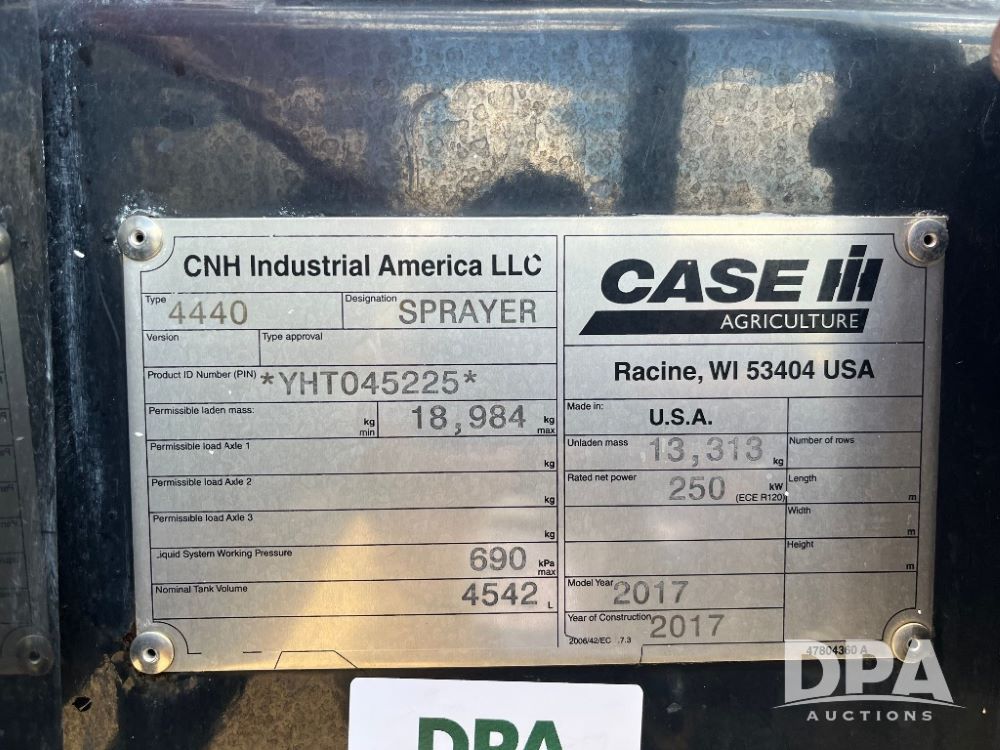 CNH Industrial America LLC
Type 4440 Designation SPRAYER
Version Type approval
Product ID Number (PIN) *YHT045225*
Permissible laden mass: kg min 18,984 kg max
Permissible load Axle 1 kg
Permissible load Axle 2 kg
Permissible load Axle 3 kg
Liquid System Working Pressure 690 kPa max
Nominal Tank Volume 4542 L
CASE IH
AGRICULTURE
Racine, WI 53404 USA
Made in: U.S.A.
Unladen mass 13,313 kg Number of rows
Rated net power 250 kW (ECE R120) Length m
Width m
Height m
Model Year 2017
Year of Construction 2017
2006/42/EC .7.3
47804360 A
DPA
AUCTIONS
DPA